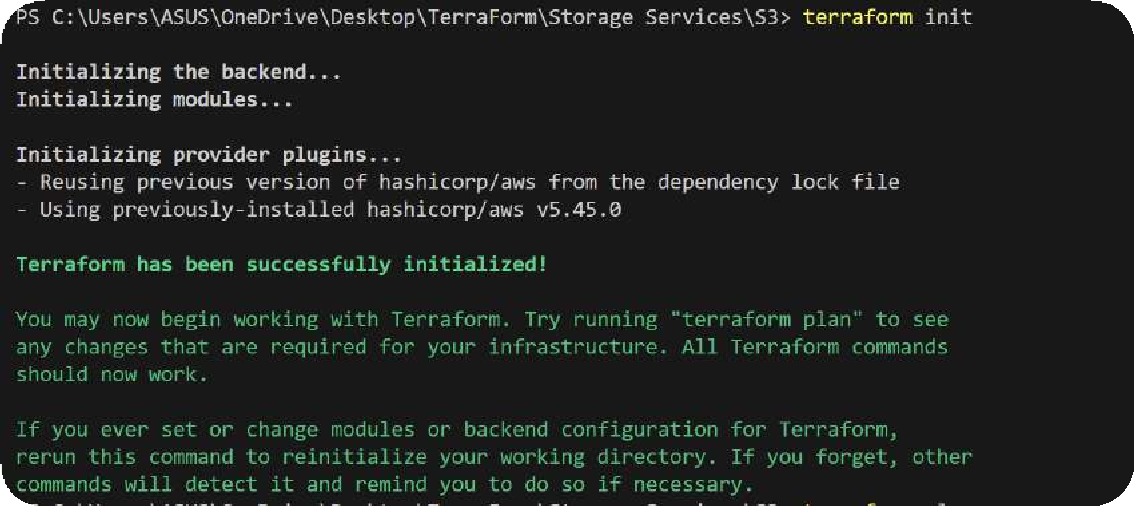 PS C:\Users\ASUS\OneDrive\Desktop\TerraForm\Storage Services\S3> terraform init
Initializing the backend...
Initializing modules...
Initializing provider plugins...
- Reusing previous version of hashicorp/aws from the dependency lock file
- Using previously-installed hashicorp/aws v5.45.0
Terraform has been successfully initialized!
You may now begin working with Terraform. Try running "terraform plan" to see
any changes that are required for your infrastructure. All Terraform commands
should now work.
If you ever set or change modules or backend configuration for Terraform,
rerun this command to reinitialize your working directory. If you forget, other
commands will detect it and remind you to do so if necessary.